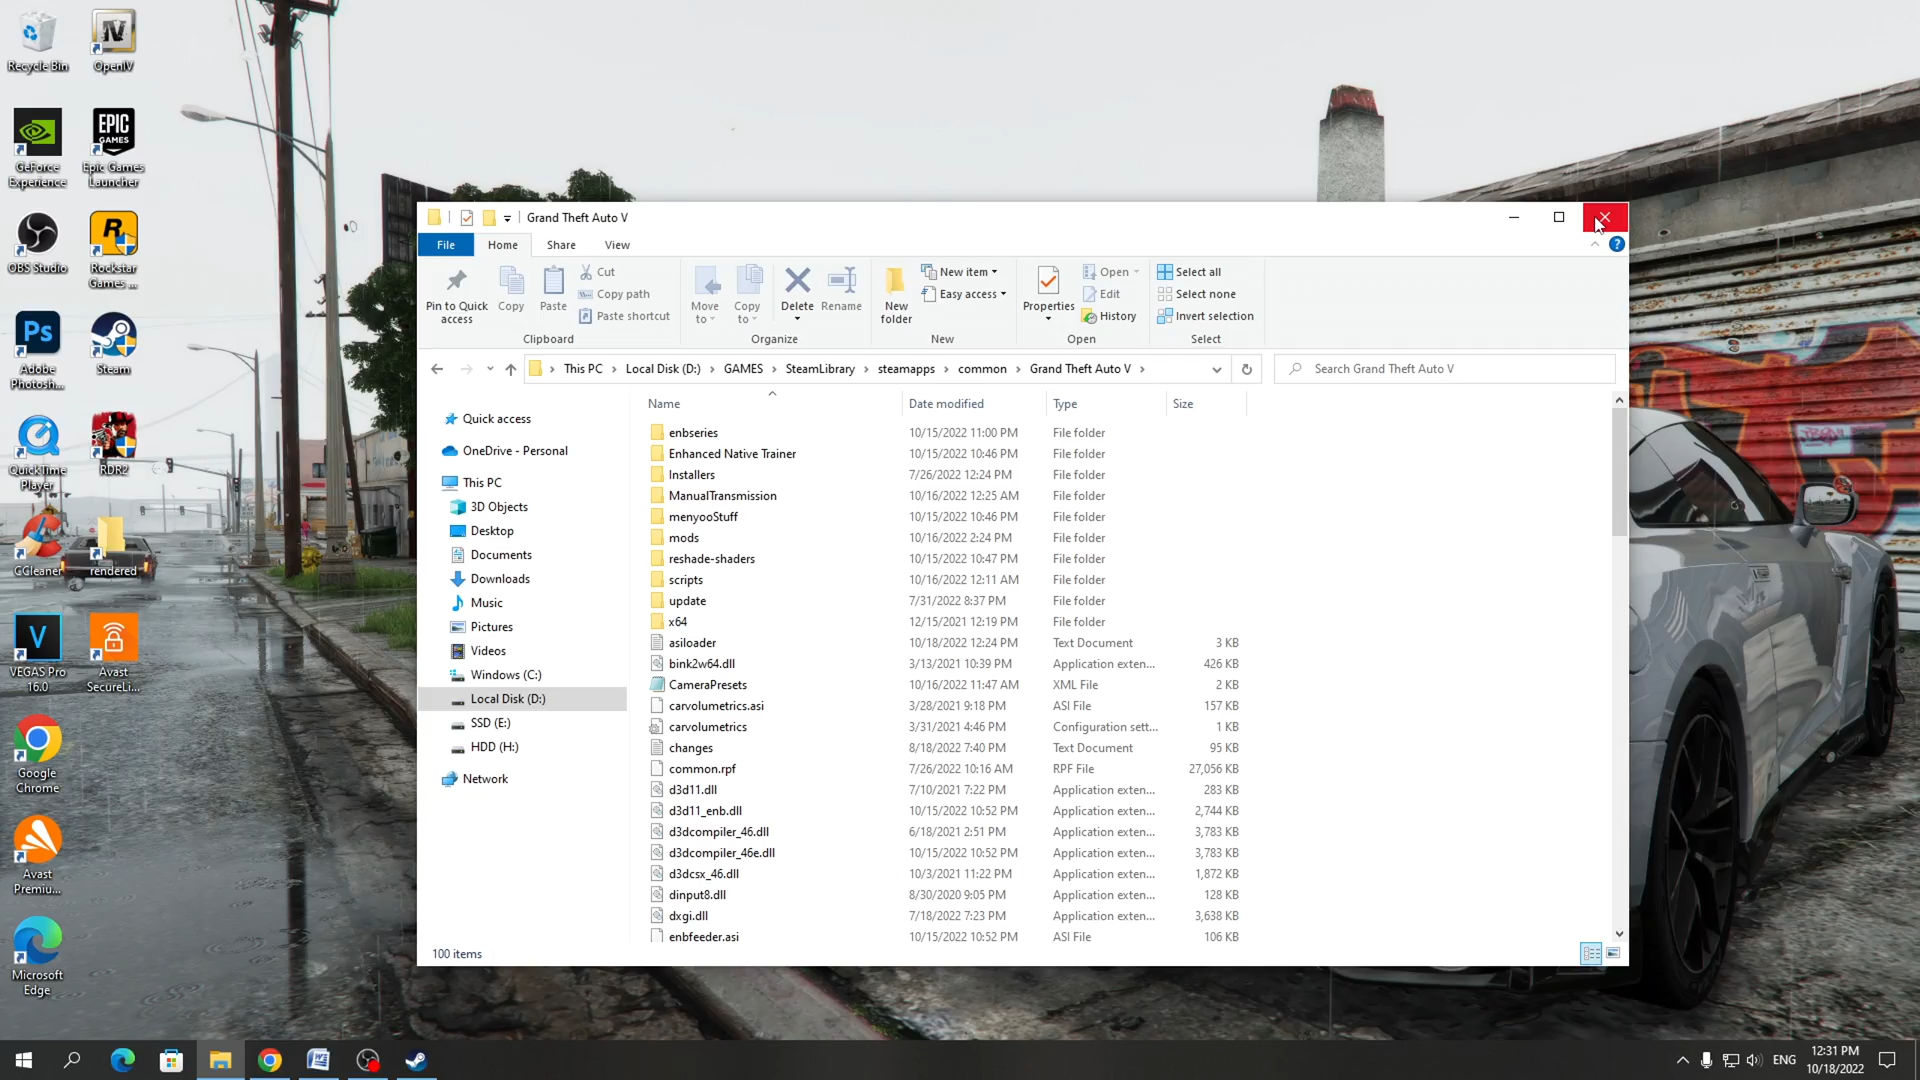 Recycle Bin
OpenIV
GeForce Experience
EPIC GAMES
Epic Games Launcher
OBS Studio
Rockstar Games ...
Ps
Adobe Photosh...
Steam
QuickTime Player
RDR2
CCleaner
rendered
V
VEGAS Pro 16.0
Avast SecureLi...
Google Chrome
Avast Premiu...
Microsoft Edge
Grand Theft Auto V
File Home Share View
Pin to Quick access
Copy
Paste
Cut
Copy path
Paste shortcut
Clipboard
Move to
Copy to
Delete
Rename
Organize
New folder
New item
Easy access
New
Properties
Open
Edit
History
Open
Select all
Select none
Invert selection
Select
This PC > Local Disk (D:) > GAMES > SteamLibrary > steamapps > common > Grand Theft Auto V >
Search Grand Theft Auto V
Quick access
OneDrive - Personal
This PC
3D Objects
Desktop
Documents
Downloads
Music
Pictures
Videos
Windows (C:)
Local Disk (D:)
SSD (E:)
HDD (H:)
Network
Name Date modified Type Size
enbseries 10/15/2022 11:00 PM File folder
Enhanced Native Trainer 10/15/2022 10:46 PM File folder
Installers 7/26/2022 12:24 PM File folder
ManualTransmission 10/16/2022 12:25 AM File folder
menyooStuff 10/15/2022 10:46 PM File folder
mods 10/16/2022 2:24 PM File folder
reshade-shaders 10/15/2022 10:47 PM File folder
scripts 10/16/2022 12:11 AM File folder
update 7/31/2022 8:37 PM File folder
x64 12/15/2021 12:19 PM File folder
asiloader 10/18/2022 12:24 PM Text Document 3 KB
bink2w64.dll 3/13/2021 10:39 PM Application exten... 426 KB
CameraPresets 10/16/2022 11:47 AM XML File 2 KB
carvolumetrics.asi 3/28/2021 9:18 PM ASI File 157 KB
carvolumetrics 3/31/2021 4:46 PM Configuration sett... 1 KB
changes 8/18/2022 7:40 PM Text Document 95 KB
common.rpf 7/26/2022 10:16 AM RPF File 27,056 KB
d3d11.dll 7/10/2021 7:22 PM Application exten... 283 KB
d3d11_enb.dll 10/15/2022 10:52 PM Application exten... 2,744 KB
d3dcompiler_46.dll 6/18/2021 2:51 PM Application exten... 3,783 KB
d3dcompiler_46e.dll 10/15/2022 10:52 PM Application exten... 3,783 KB
d3dcsx_46.dll 10/3/2021 11:22 PM Application exten... 1,872 KB
dinput8.dll 8/30/2020 9:05 PM Application exten... 128 KB
dxgi.dll 7/18/2022 7:23 PM Application exten... 3,638 KB
enbfeeder.asi 10/15/2022 10:52 PM ASI File 106 KB
100 items
ENG
12:31 PM
10/18/2022